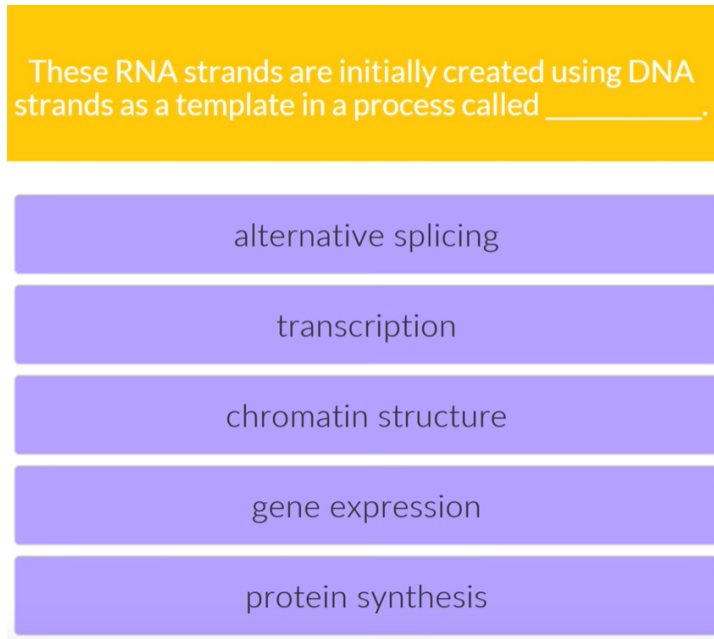 These RNA strands are initially created using DNA
strands as a template in a process called __________.
alternative splicing
transcription
chromatin structure
gene expression
protein synthesis